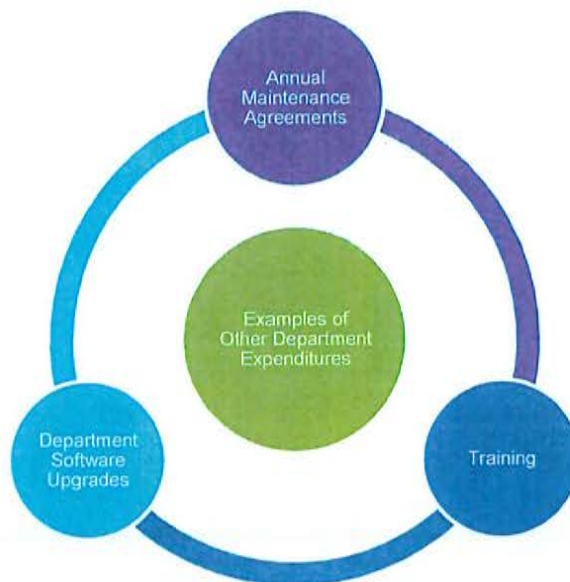 Annual
Maintenance
Agreements
Examples of
Other Department
Expenditures
Department
Software
Upgrades
Training